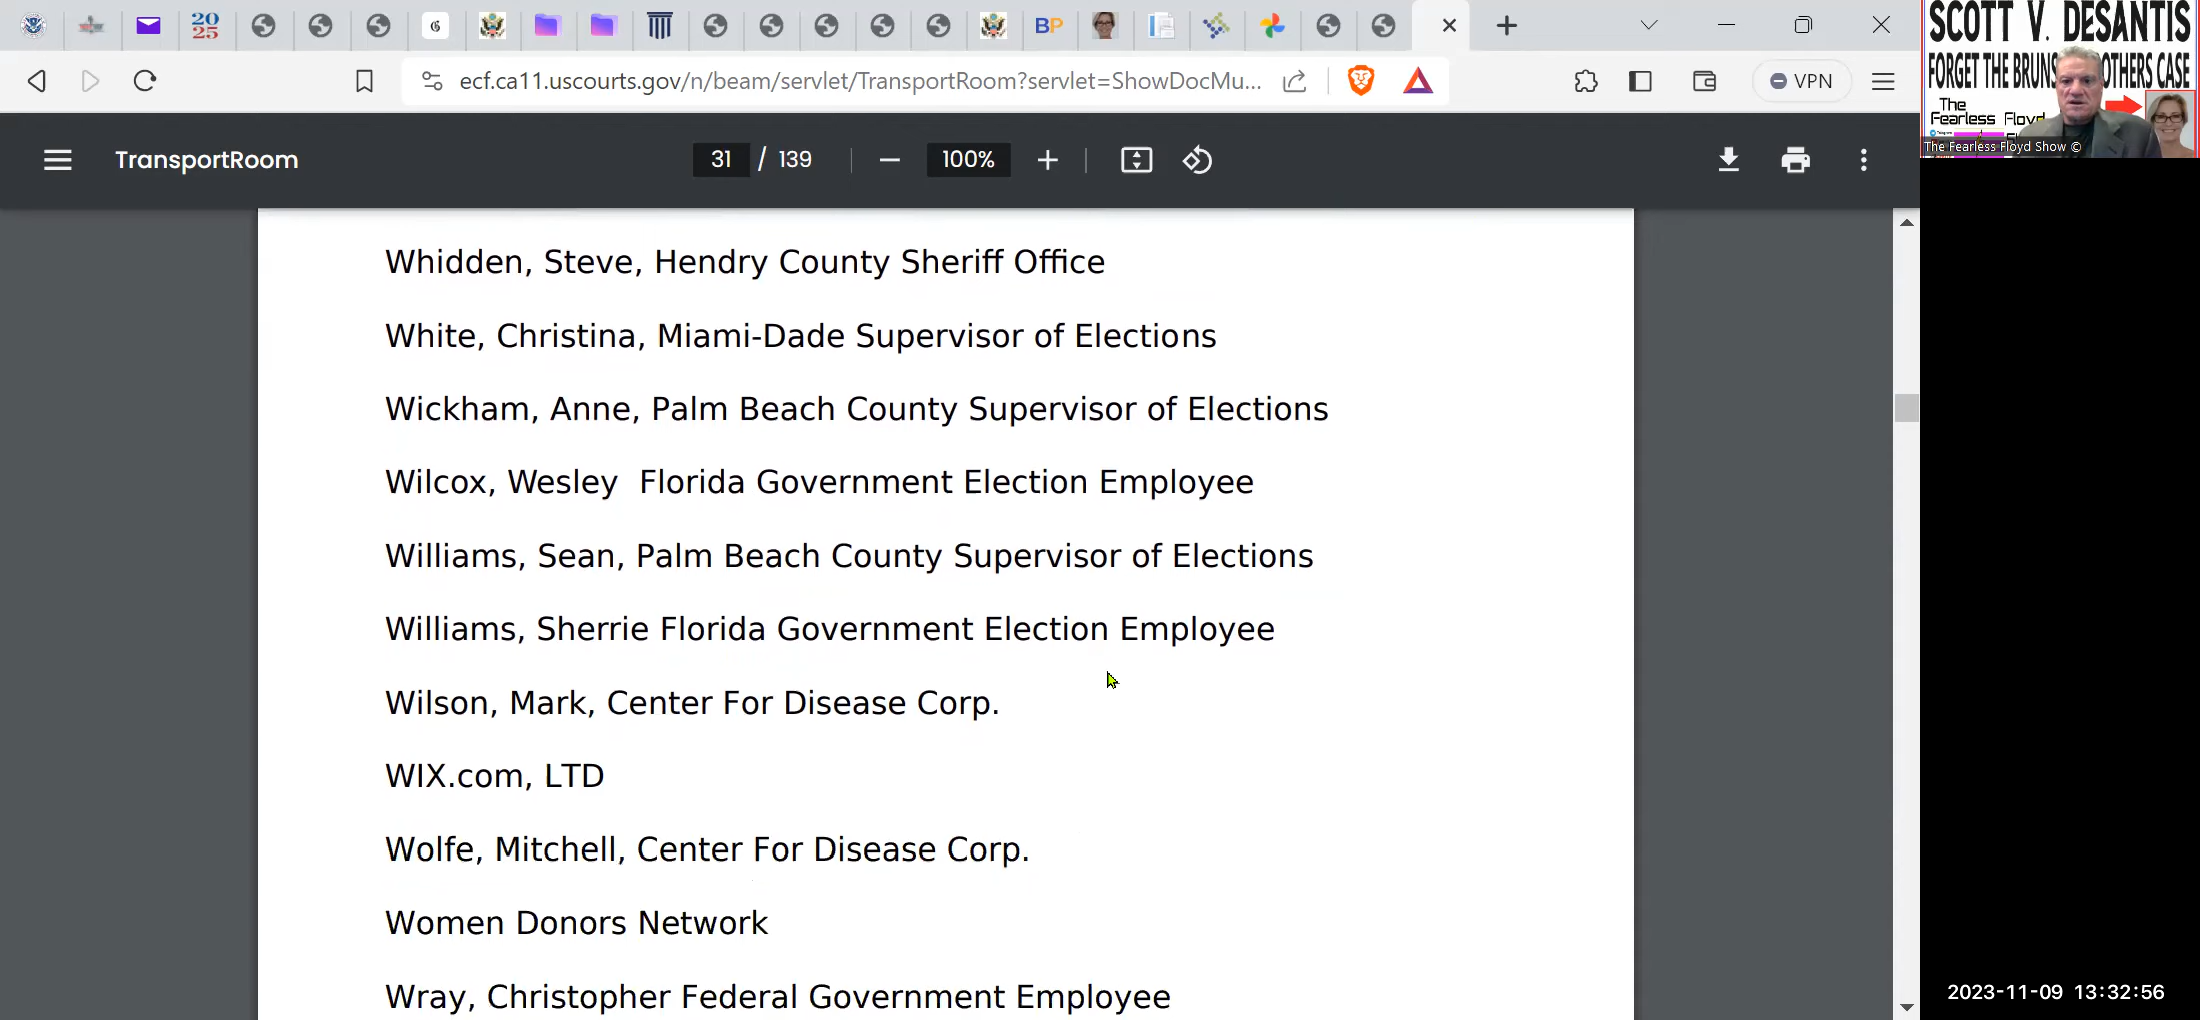 20
25
G
BP
ecf.ca11.uscourts.gov/n/beam/servlet/TransportRoom?servlet=ShowDocMu...
VPN
TransportRoom
31 / 139
100%
Whidden, Steve, Hendry County Sheriff Office
White, Christina, Miami-Dade Supervisor of Elections
Wickham, Anne, Palm Beach County Supervisor of Elections
Wilcox, Wesley  Florida Government Election Employee
Williams, Sean, Palm Beach County Supervisor of Elections
Williams, Sherrie Florida Government Election Employee
Wilson, Mark, Center For Disease Corp.
WIX.com, LTD
Wolfe, Mitchell, Center For Disease Corp.
Women Donors Network
Wray, Christopher Federal Government Employee
SCOTT V. DESANTIS
FORGET THE BRUNS OTHERS CASE
The
Fearless Floyd
The Fearless Floyd Show ©
2023-11-09 13:32:56